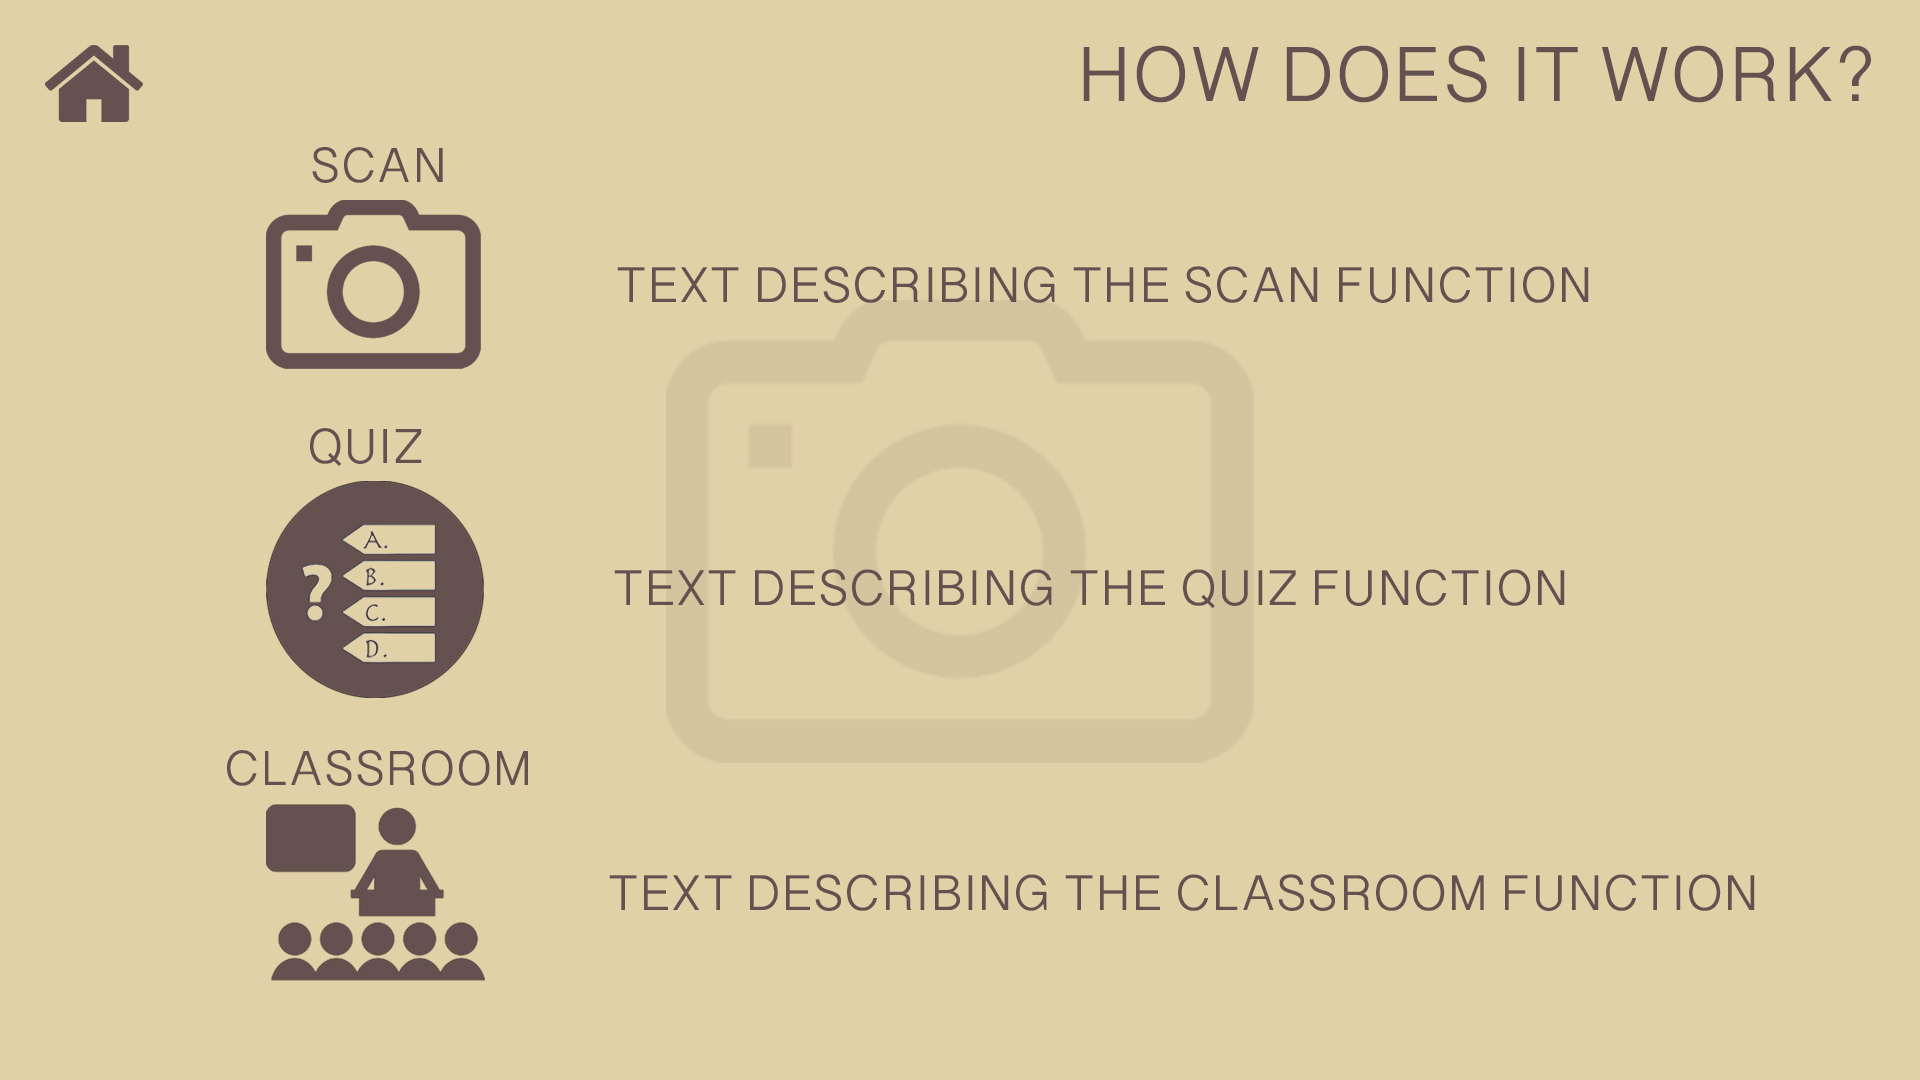 HOW DOES IT WORK?
SCAN
TEXT DESCRIBING THE SCAN FUNCTION
QUIZ
?
A.
B.
C.
D.
TEXT DESCRIBING THE QUIZ FUNCTION
CLASSROOM
TEXT DESCRIBING THE CLASSROOM FUNCTION